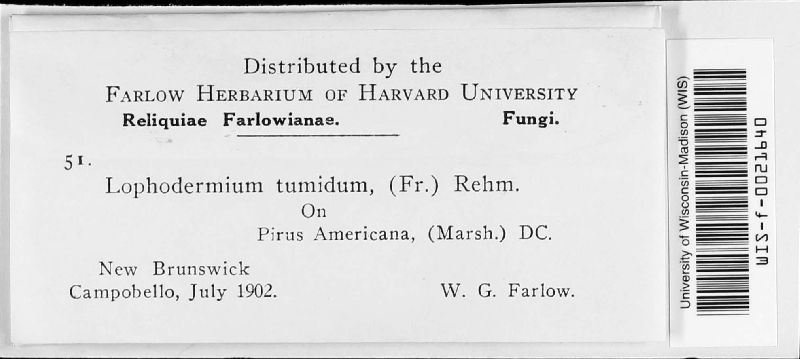 Distributed by the
FARLOW HERBARIUM OF HARVARD UNIVERSITY
Reliquiae Farlowianae. Fungi.
51.
Lophodermium tumidum, (Fr.) Rehm.
On
Pirus Americana, (Marsh.) DC.
New Brunswick
Campobello, July 1902. W. G. Farlow.
University of Wisconsin-Madison (WIS)
WIS-f-0021640